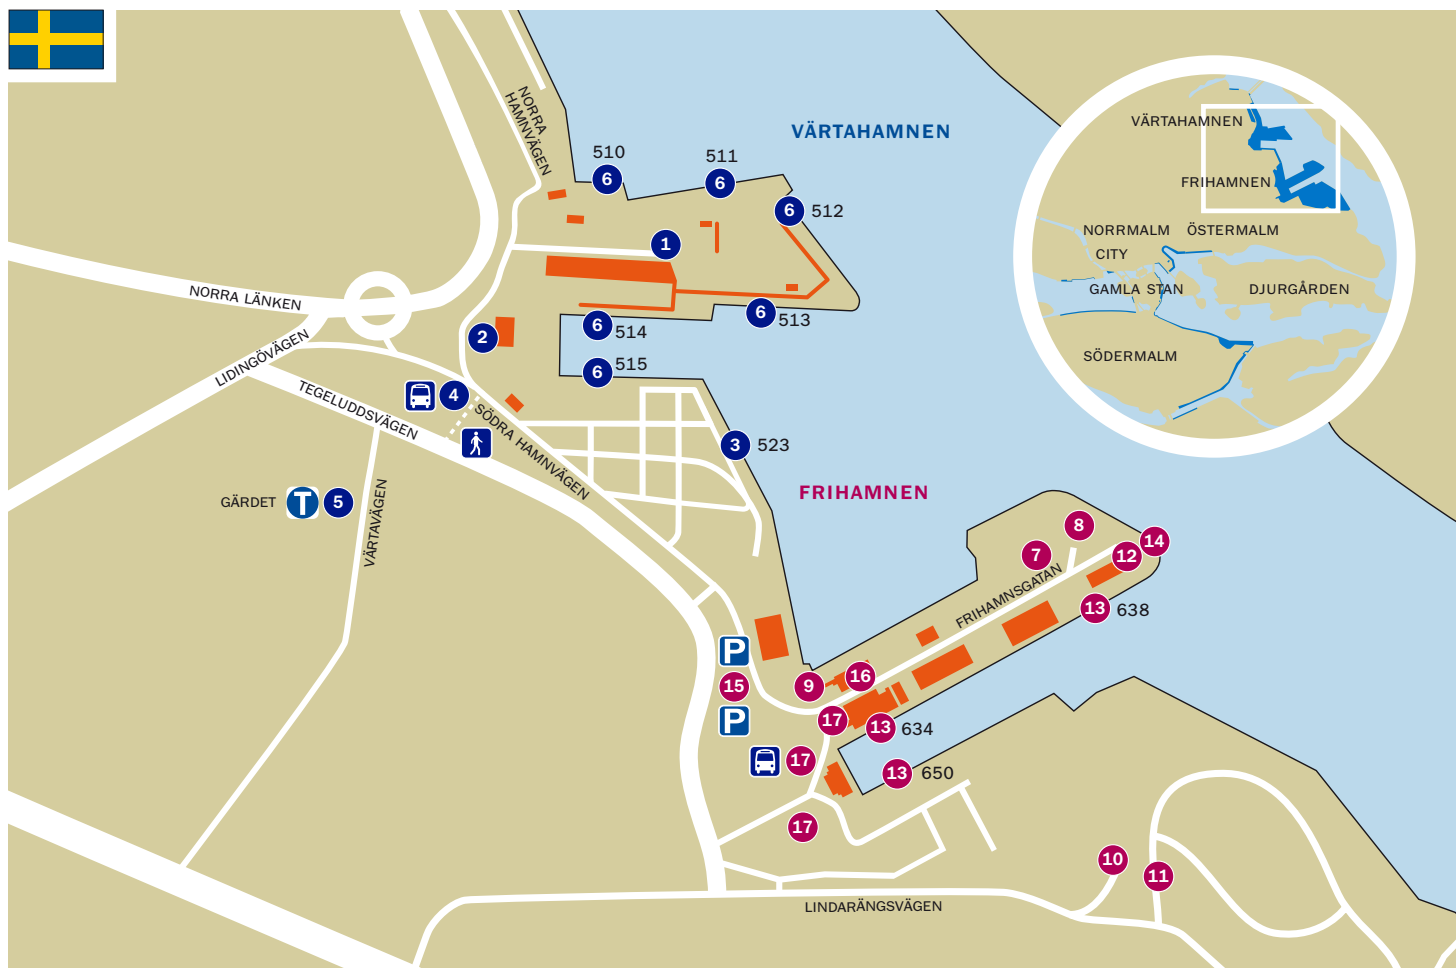 NORRA
HAMNVÄGEN
VÄRTAHAMNEN
510
6
511
6
6
512
1
NORRA LÄNKEN
6
513
6
514
2
6
515
LIDINGÖVÄGEN
TEGELUDDSVÄGEN
4
SÖDRA HAMNVÄGEN
3
523
GÄRDET
T
5
VÄRTAVÄGEN
FRIHAMNEN
8
7
14
12
FRIHAMNSGATAN
13
638
P
15
P
9
16
17
13
634
17
13
650
17
10
11
LINDARÄNGSVÄGEN
VÄRTAHAMNEN
FRIHAMNEN
NORRMALM
ÖSTERMALM
CITY
GAMLA STAN
DJURGÅRDEN
SÖDERMALM